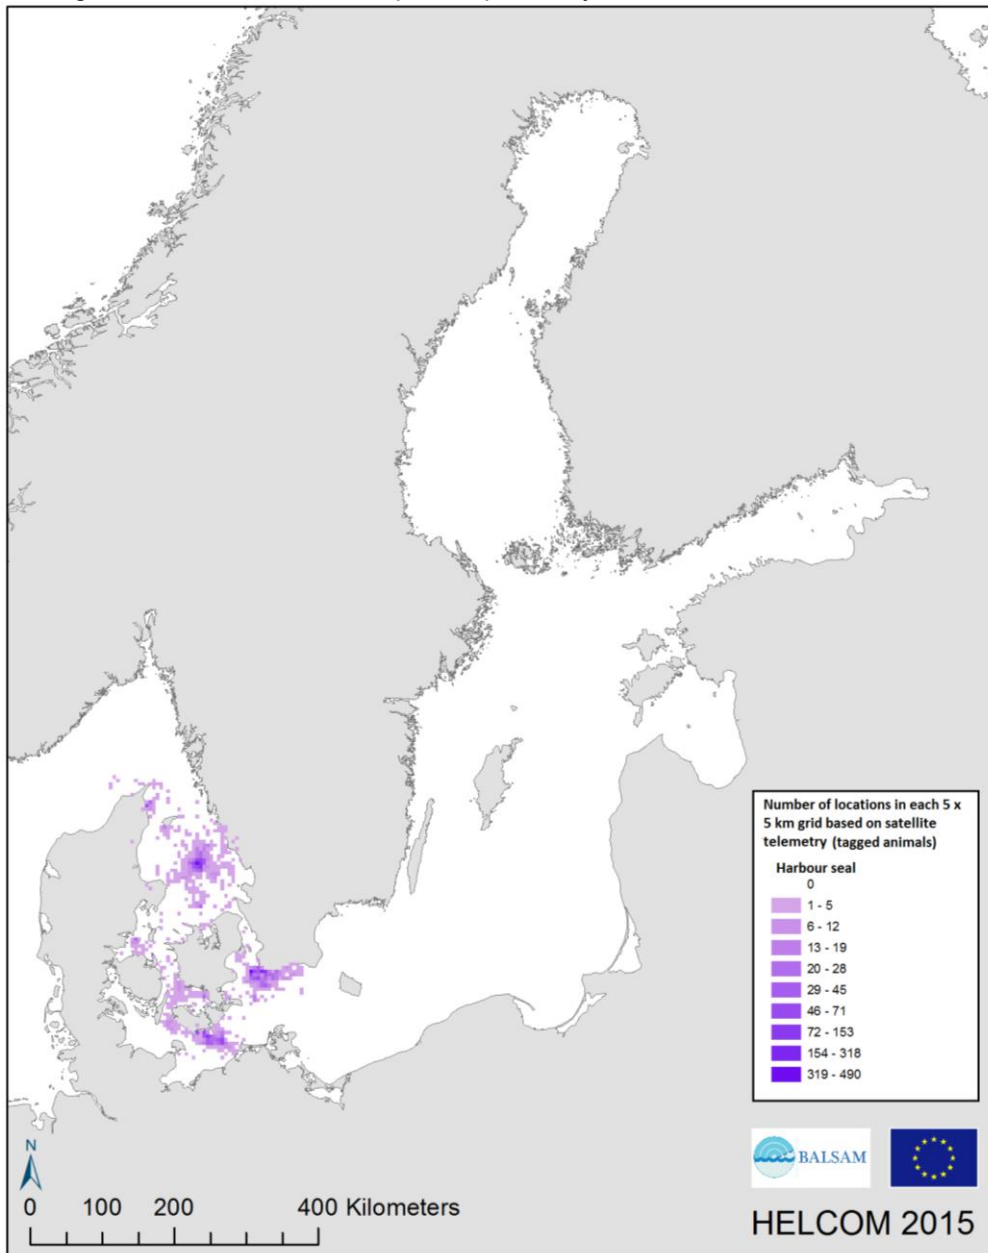 Number of locations in each 5 x
5 km grid based on satellite
telemetry (tagged animals)
Harbour seal
0
1 - 5
6 - 12
13 - 19
20 - 28
29 - 45
46 - 71
72 - 153
154 - 318
319 - 490
BALSAM
N
0 100 200 400 Kilometers
HELCOM 2015